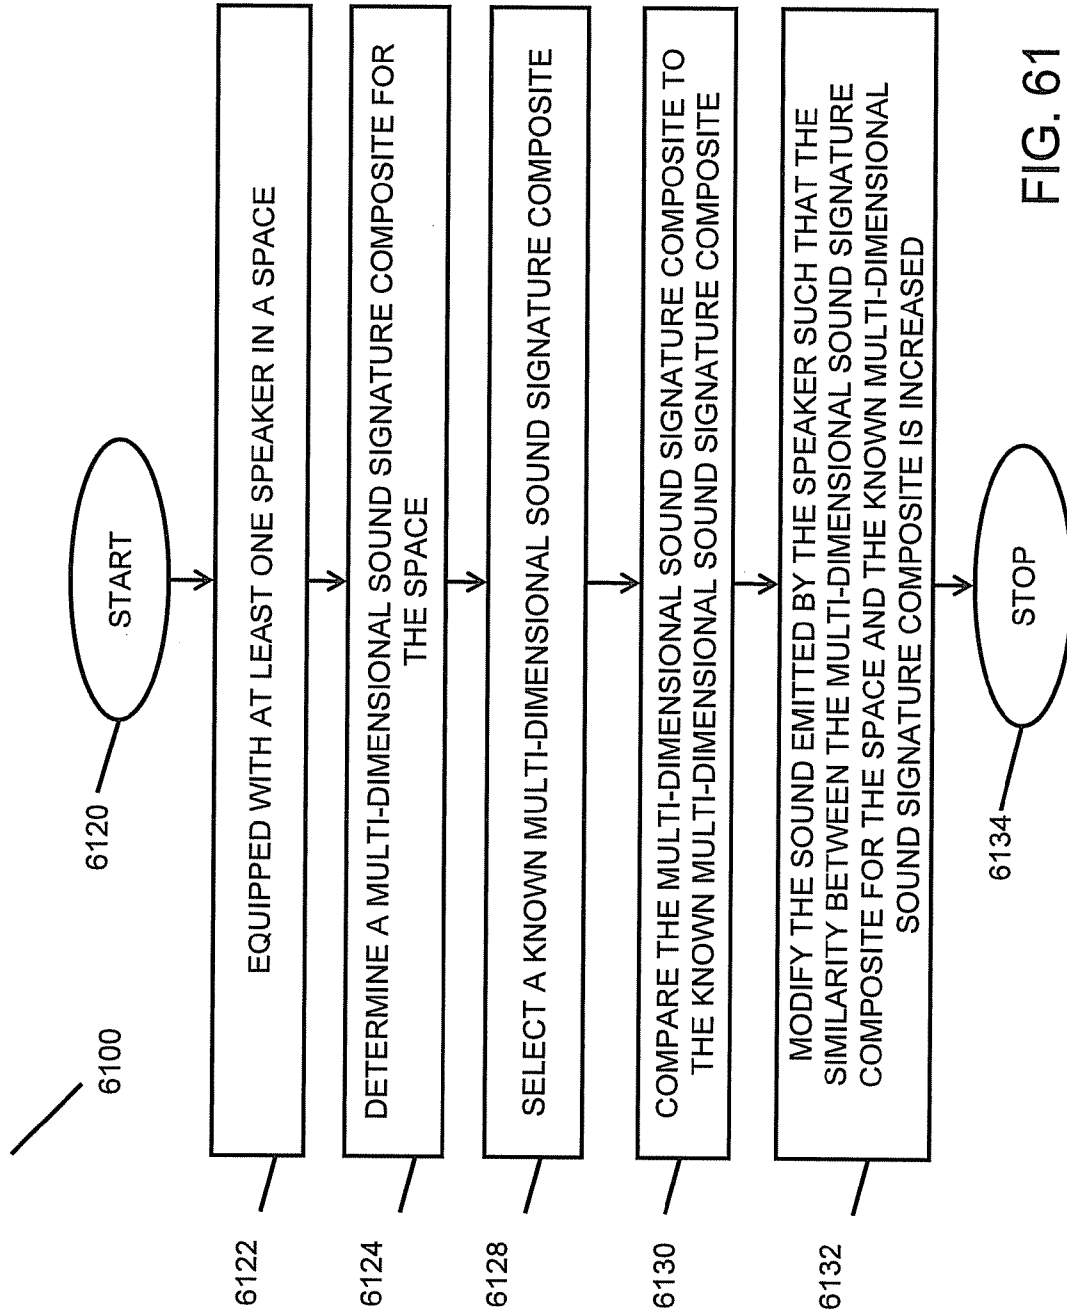 6100
6120
START
6122
EQUIPPED WITH AT LEAST ONE SPEAKER IN A SPACE
6124
DETERMINE A MULTI-DIMENSIONAL SOUND SIGNATURE COMPOSITE FOR
THE SPACE
6128
SELECT A KNOWN MULTI-DIMENSIONAL SOUND SIGNATURE COMPOSITE
6130
COMPARE THE MULTI-DIMENSIONAL SOUND SIGNATURE COMPOSITE TO
THE KNOWN MULTI-DIMENSIONAL SOUND SIGNATURE COMPOSITE
6132
MODIFY THE SOUND EMITTED BY THE SPEAKER SUCH THAT THE
SIMILARITY BETWEEN THE MULTI-DIMENSIONAL SOUND SIGNATURE
COMPOSITE FOR THE SPACE AND THE KNOWN MULTI-DIMENSIONAL
SOUND SIGNATURE COMPOSITE IS INCREASED
6134
STOP
FIG. 61